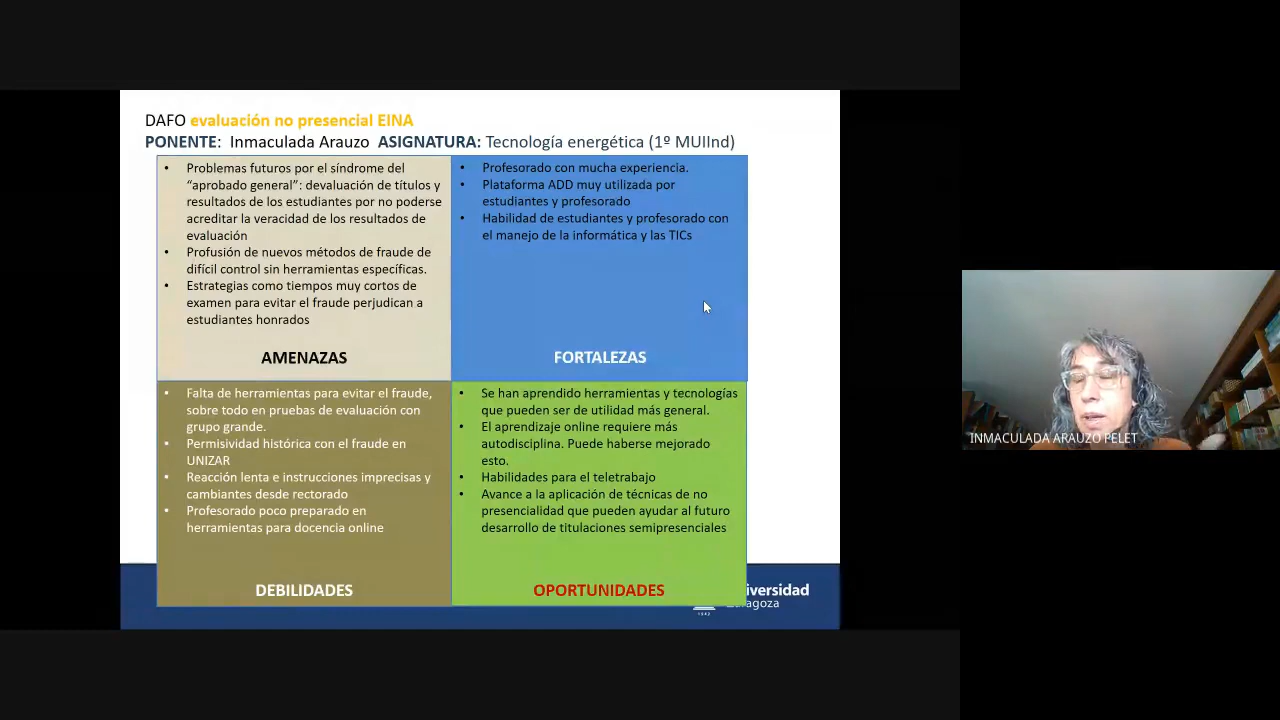 DAFO evaluación no presencial EINA
PONENTE: Inmaculada Arauzo ASIGNATURA: Tecnología energética (1º MUIInd)
• Problemas futuros por el síndrome del
“aprobado general”: devaluación de títulos y
resultados de los estudiantes por no poderse
acreditar la veracidad de los resultados de
evaluación
• Profusión de nuevos métodos de fraude de
difícil control sin herramientas específicas.
• Estrategias como tiempos muy cortos de
examen para evitar el fraude perjudican a
estudiantes honrados
AMENAZAS
• Profesorado con mucha experiencia.
• Plataforma ADD muy utilizada por
estudiantes y profesorado
• Habilidad de estudiantes y profesorado con
el manejo de la informática y las TICs
FORTALEZAS
• Falta de herramientas para evitar el fraude,
sobre todo en pruebas de evaluación con
grupo grande.
• Permisividad histórica con el fraude en
UNIZAR
• Reacción lenta e instrucciones imprecisas y
cambiantes desde rectorado
• Profesorado poco preparado en
herramientas para docencia online
DEBILIDADES
• Se han aprendido herramientas y tecnologías
que pueden ser de utilidad más general.
• El aprendizaje online requiere más
autodisciplina. Puede haberse mejorado
esto.
• Habilidades para el teletrabajo
• Avance a la aplicación de técnicas de no
presencialidad que pueden ayudar al futuro
desarrollo de titulaciones semipresenciales
OPORTUNIDADES
INMACULADA ARAUZO PELET